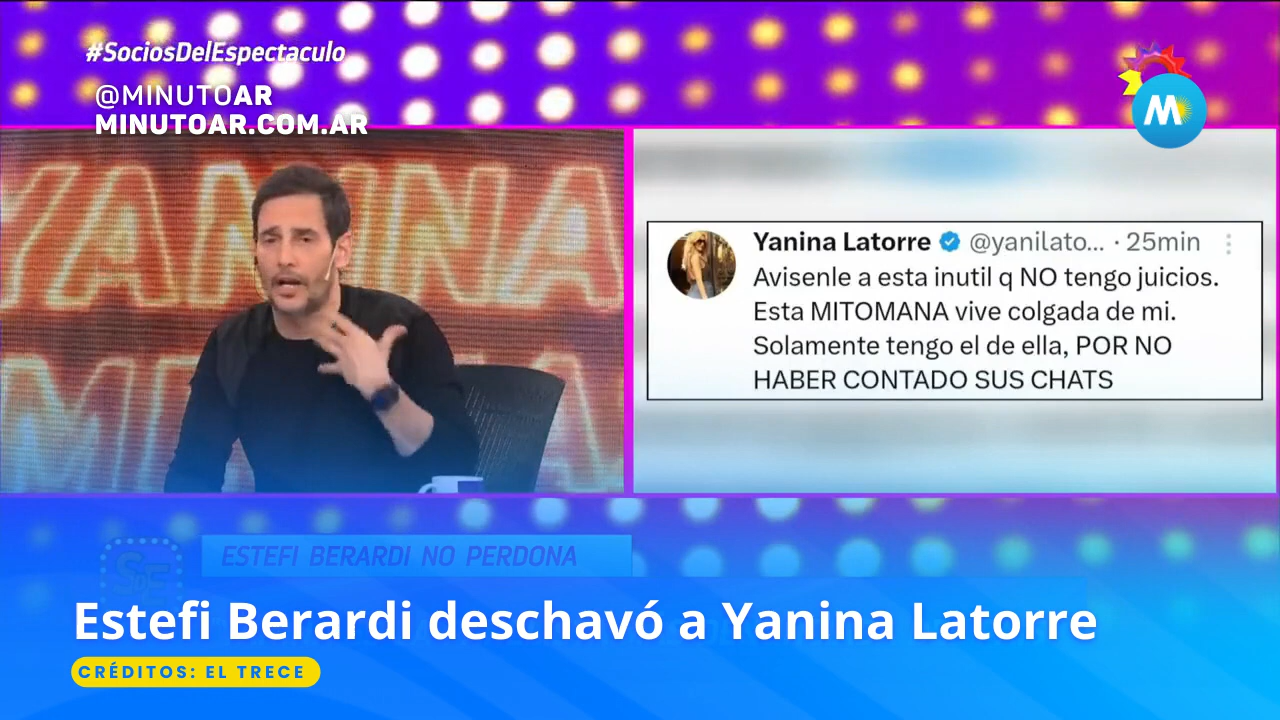 #SociosDelEspectaculo
@MINUTOAR
MINUTOAR.COM.AR
M
YANINA
Yanina Latorre @yanilato... · 25min
Avisenle a esta inutil q NO tengo juicios.
Esta MITOMANA vive colgada de mi.
Solamente tengo el de ella, POR NO
HABER CONTADO SUS CHATS
ESTEFI BERARDI NO PERDONA
SDE
Estefi Berardi deschavó a Yanina Latorre
CRÉDITOS: EL TRECE